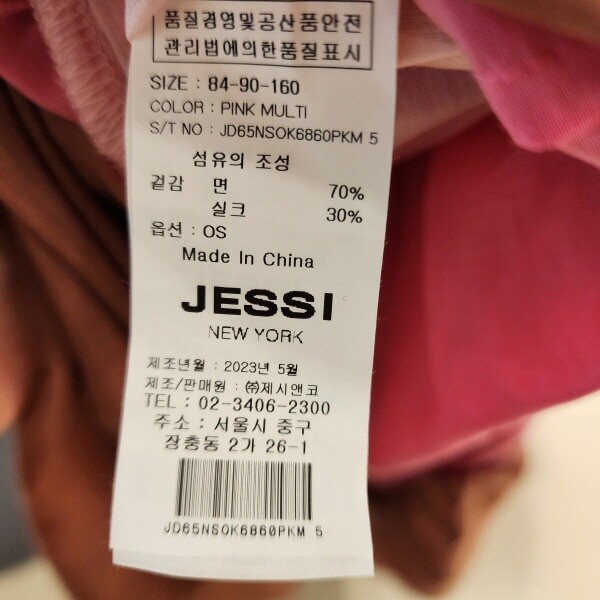 품질경영및공산품안전
관리법에의한품질표시
SIZE : 84-90-160
COLOR : PINK MULTI
S/T NO : JD65NSOK6860PKM 5
섬유의 조성
겉감 면 70%
실크 30%
옵션 : OS
Made In China
JESSI
NEW YORK
제조년월 : 2023년 5월
제조/판매원 : ㈜제시앤코
TEL : 02-3406-2300
주소 : 서울시 중구
장충동 2가 26-1
JD65NSOK6860PKM 5